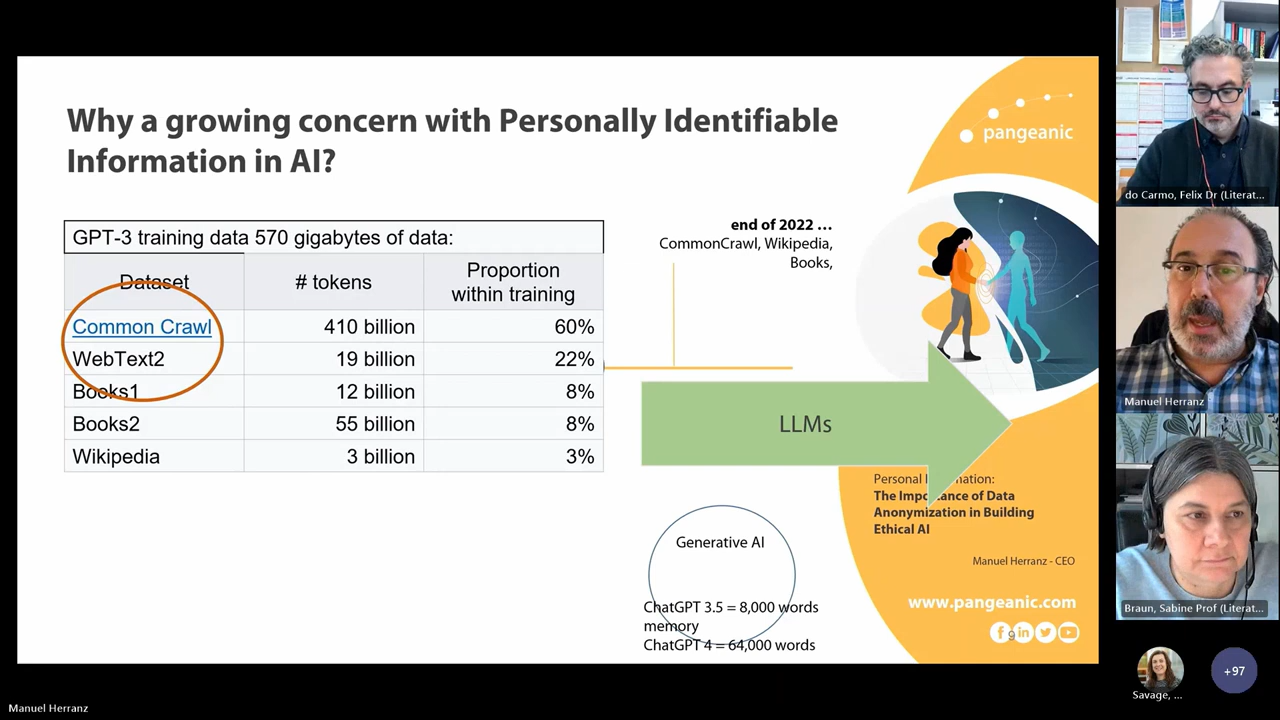 Why a growing concern with Personally Identifiable
Information in AI?
pangeanic
GPT-3 training data 570 gigabytes of data:
Dataset # tokens Proportion within training
Common Crawl 410 billion 60%
WebText2 19 billion 22%
Books1 12 billion 8%
Books2 55 billion 8%
Wikipedia 3 billion 3%
end of 2022 ...
CommonCrawl, Wikipedia,
Books,
LLMs
Generative AI
ChatGPT 3.5 = 8,000 words
memory
ChatGPT 4 = 64,000 words
Personal
The Importance of Data
Anonymization in Building
Ethical AI
Manuel Herranz - CEO
www.pangeanic.com
9
do Carmo, Felix Dr (Literat...
Manuel Herranz
Braun, Sabine Prof (Literat...
Savage, ...
+97
Manuel Herranz